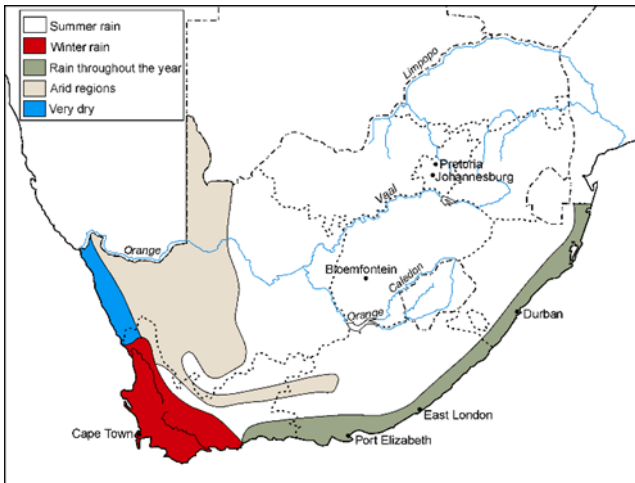 Summer rain
Winter rain
Rain throughout the year
Arid regions
Very dry
Limpopo
Pretoria
Johannesburg
Vaal
Orange
Bloemfontein
Caledon
Orange
Durban
East London
Cape Town
Port Elizabeth